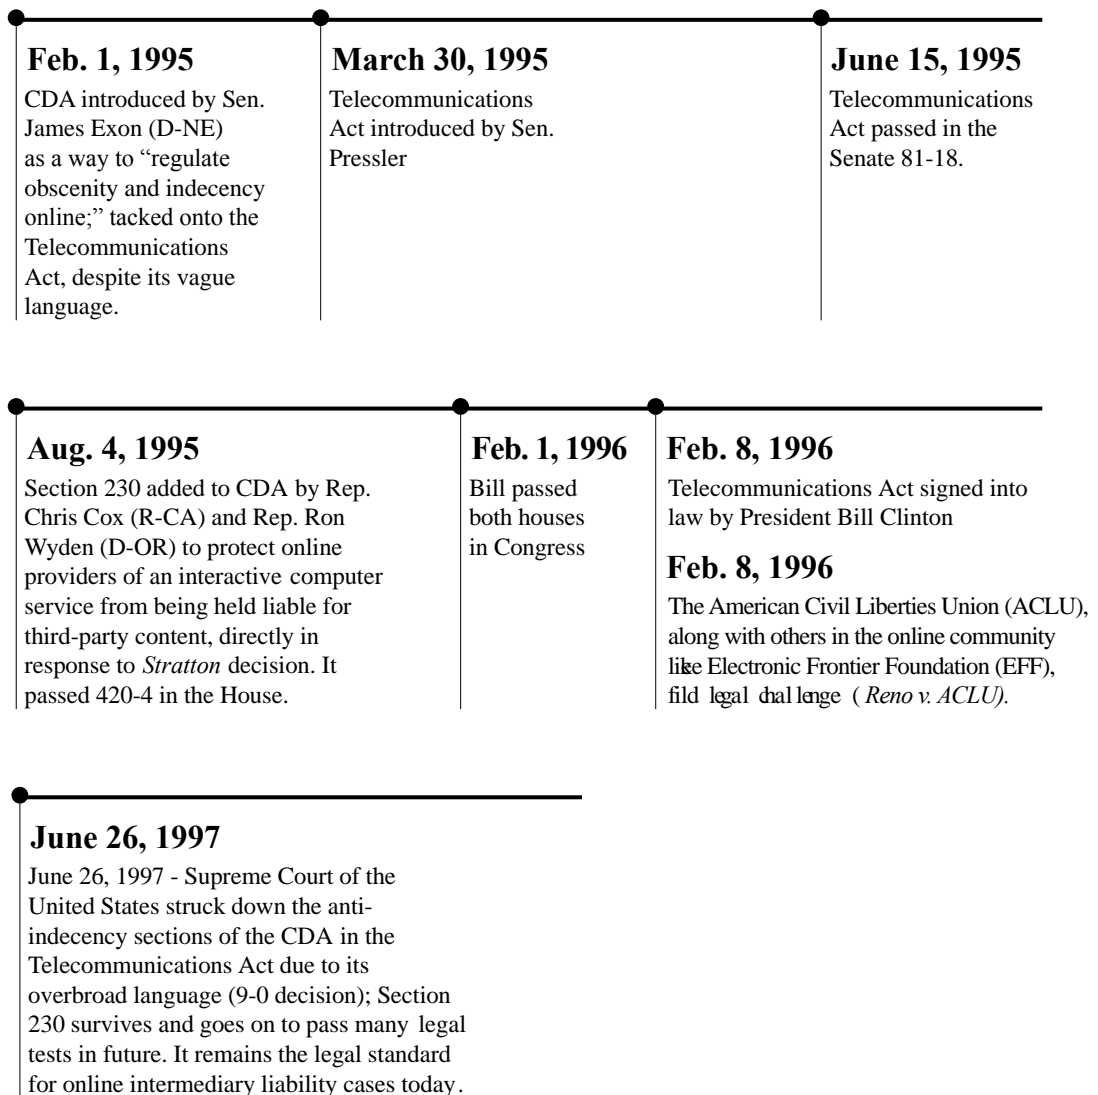 Feb. 1, 1995
CDA introduced by Sen.
James Exon (D-NE)
as a way to “regulate
obscenity and indecency
online;” tacked onto the
Telecommunications
Act, despite its vague
language.
March 30, 1995
Telecommunications
Act introduced by Sen.
Pressler
June 15, 1995
Telecommunications
Act passed in the
Senate 81-18.
Aug. 4, 1995
Section 230 added to CDA by Rep.
Chris Cox (R-CA) and Rep. Ron
Wyden (D-OR) to protect online
providers of an interactive computer
service from being held liable for
third-party content, directly in
response to Stratton decision. It
passed 420-4 in the House.
Feb. 1, 1996
Bill passed
both houses
in Congress
Feb. 8, 1996
Telecommunications Act signed into
law by President Bill Clinton
Feb. 8, 1996
The American Civil Liberties Union (ACLU),
along with others in the online community
like Electronic Frontier Foundation (EFF),
fild legal challenge ( Reno v. ACLU).
June 26, 1997
June 26, 1997 - Supreme Court of the
United States struck down the anti-
indecency sections of the CDA in the
Telecommunications Act due to its
overbroad language (9-0 decision); Section
230 survives and goes on to pass many legal
tests in future. It remains the legal standard
for online intermediary liability cases today.